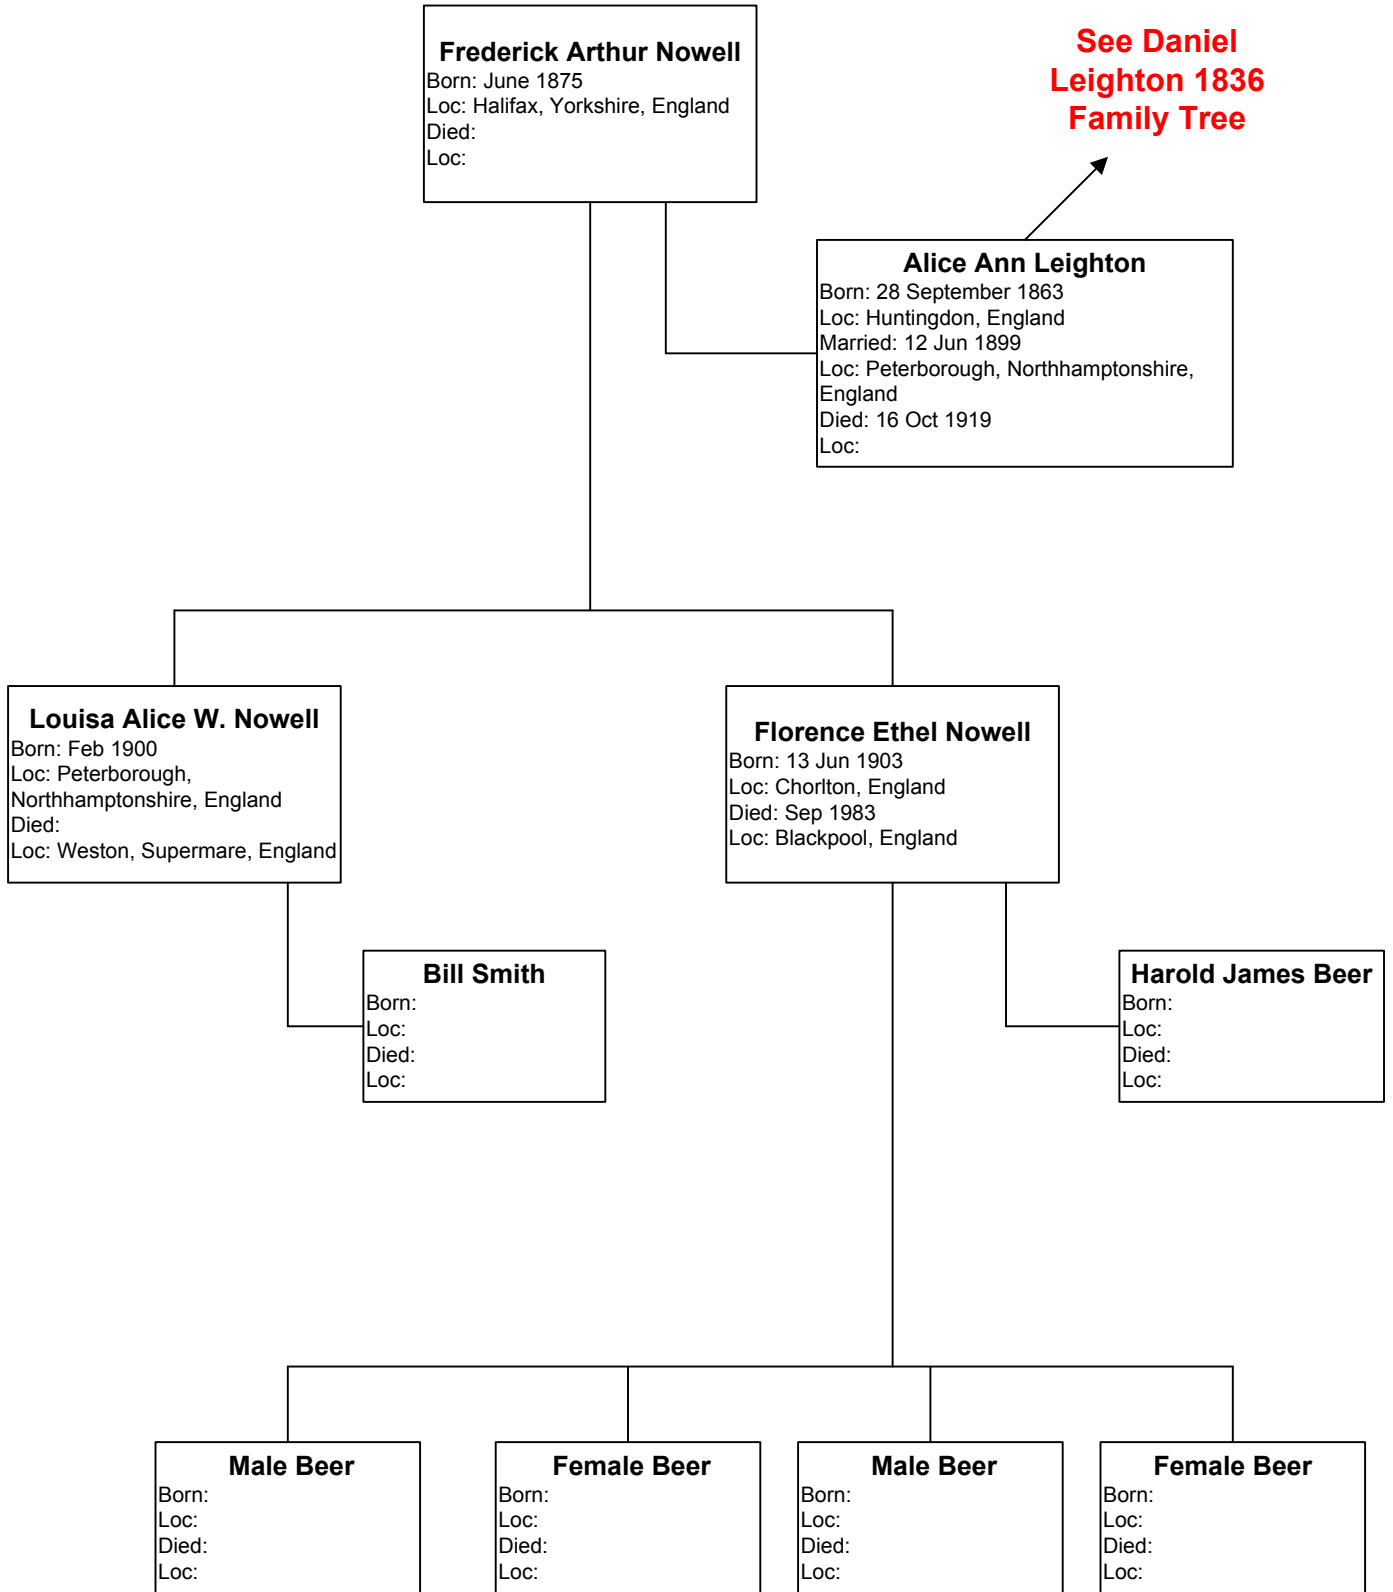 Frederick Arthur Nowell
Born: June 1875
Loc: Halifax, Yorkshire, England
Died:
Loc:
See Daniel
Leighton 1836
Family Tree
Alice Ann Leighton
Born: 28 September 1863
Loc: Huntingdon, England
Married: 12 Jun 1899
Loc: Peterborough, Northhamptonshire,
England
Died: 16 Oct 1919
Loc:
Louisa Alice W. Nowell
Born: Feb 1900
Loc: Peterborough,
Northhamptonshire, England
Died:
Loc: Weston, Supermare, England
Florence Ethel Nowell
Born: 13 Jun 1903
Loc: Chorlton, England
Died: Sep 1983
Loc: Blackpool, England
Bill Smith
Born:
Loc:
Died:
Loc:
Harold James Beer
Born:
Loc:
Died:
Loc:
Male Beer
Born:
Loc:
Died:
Loc:
Female Beer
Born:
Loc:
Died:
Loc:
Male Beer
Born:
Loc:
Died:
Loc:
Female Beer
Born:
Loc:
Died:
Loc: